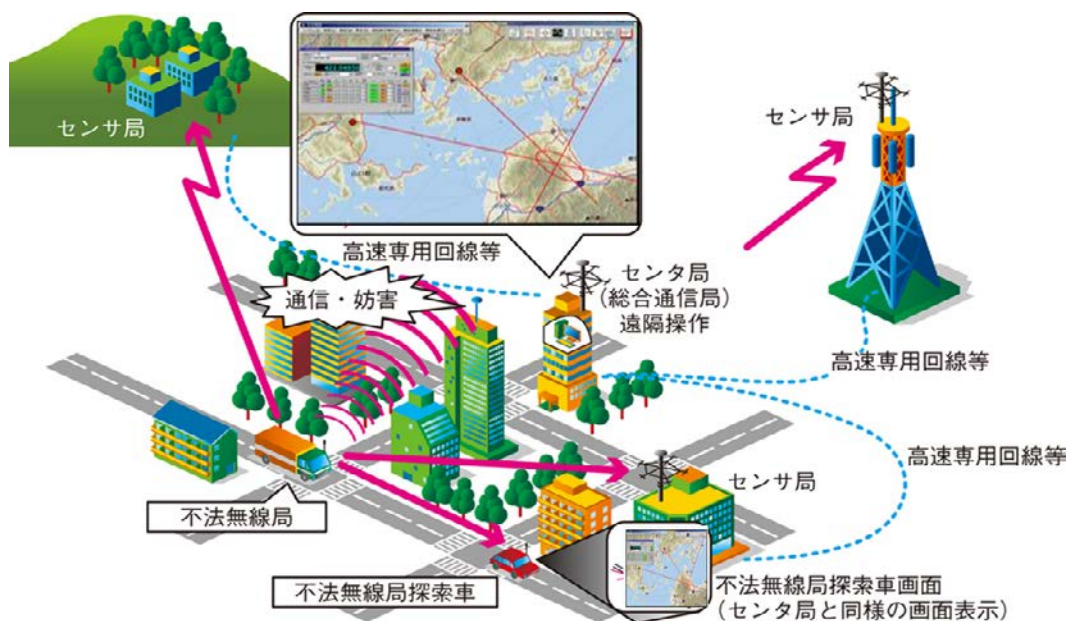 センサ局
高速専用回線等
通信・妨害
センタ局
(総合通信局)
遠隔操作
センサ局
高速専用回線等
高速専用回線等
センサ局
不法無線局
不法無線局探索車
不法無線局探索車画面
(センタ局と同様の画面表示)